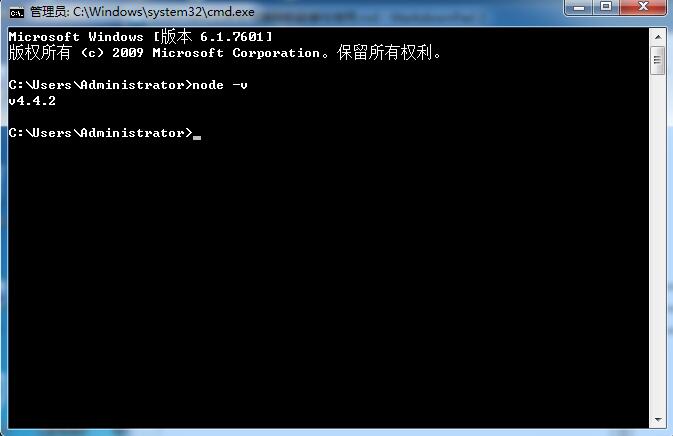 管理员: C:\Windows\system32\cmd.exe
Microsoft Windows [版本 6.1.7601]
版权所有 (c) 2009 Microsoft Corporation。保留所有权利。
C:\Users\Administrator>node -v
v4.4.2
C:\Users\Administrator>_